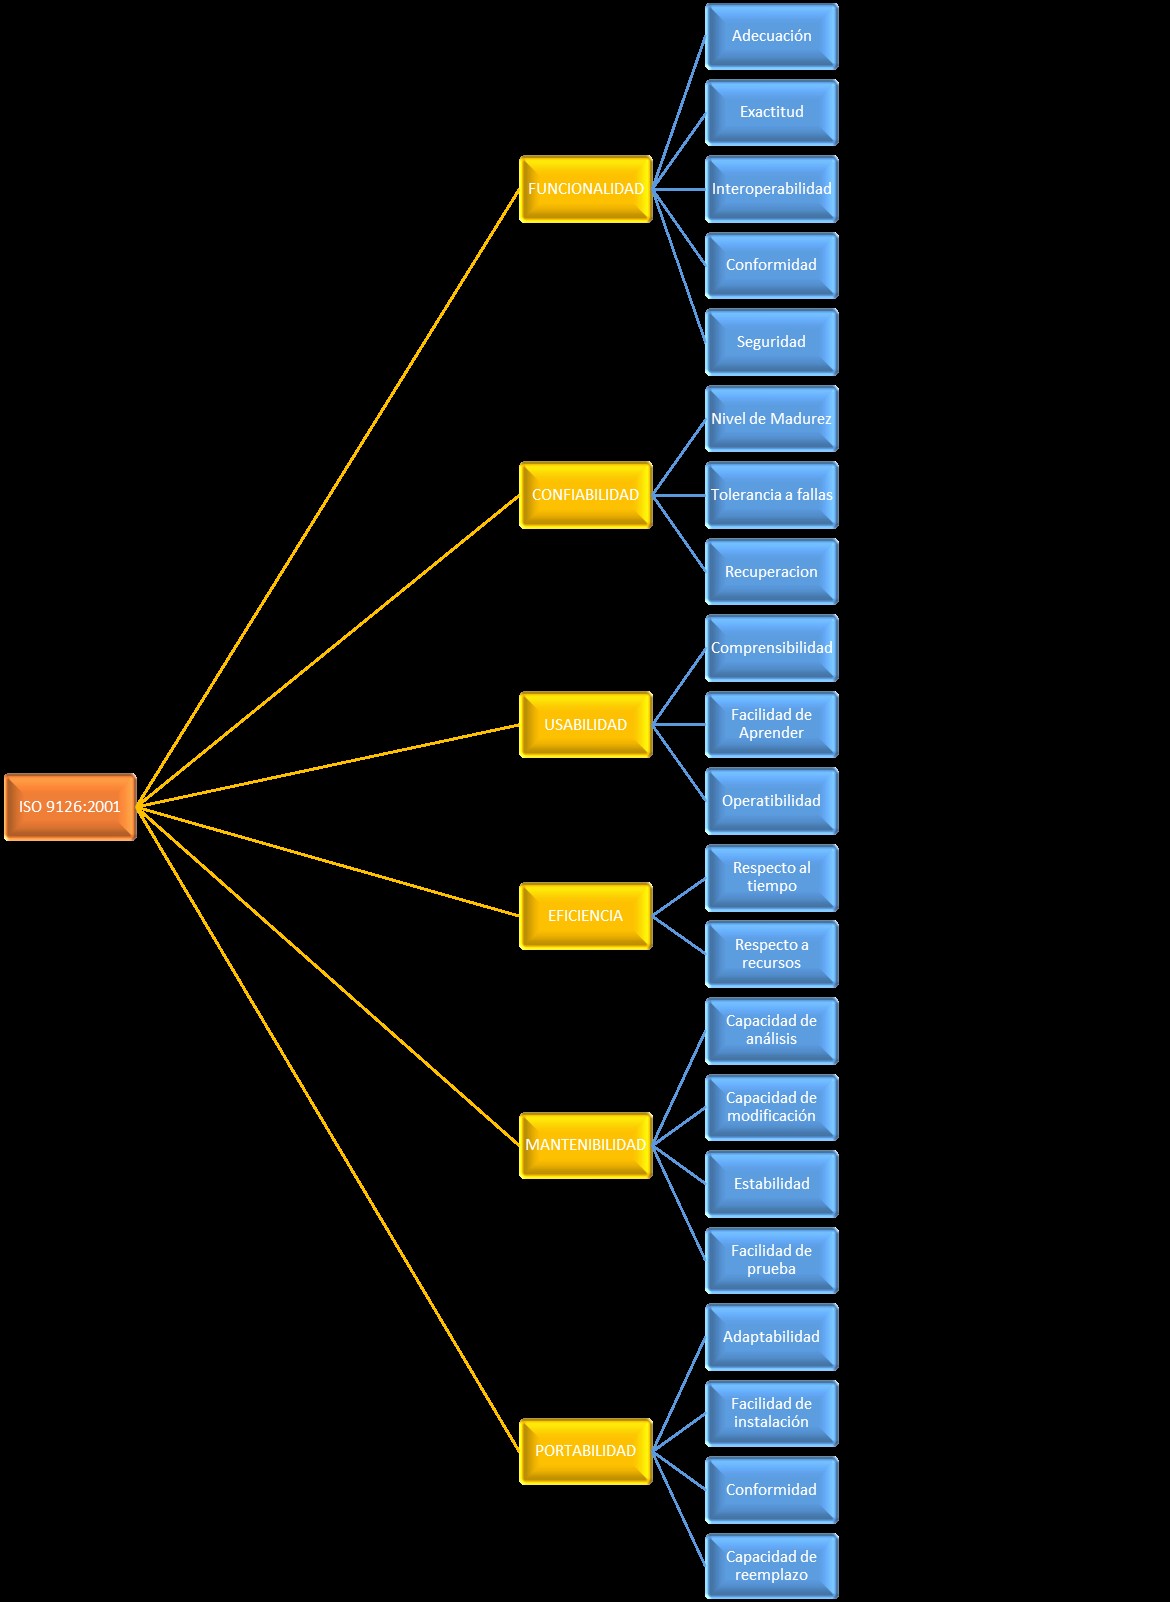 ISO 9126:2001
FUNCIONALIDAD
Adecuación
Exactitud
Interoperabilidad
Conformidad
Seguridad
CONFIABILIDAD
Nivel de Madurez
Tolerancia a fallas
Recuperacion
USABILIDAD
Comprensibilidad
Facilidad de
Aprender
Operatibilidad
EFICIENCIA
Respecto al
tiempo
Respecto a
recursos
MANTENIBILIDAD
Capacidad de
análisis
Capacidad de
modificación
Estabilidad
Facilidad de
prueba
PORTABILIDAD
Adaptabilidad
Facilidad de
instalación
Conformidad
Capacidad de
reemplazo